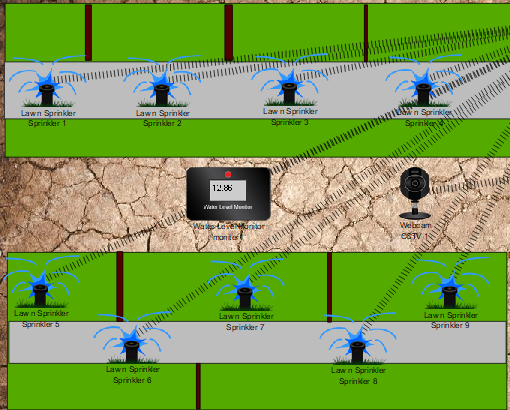 Lawn Sprinkler
Sprinkler 1
Lawn Sprinkler
Sprinkler 2
Lawn Sprinkler
Sprinkler 3
Lawn Sprinkler
Sprinkler 4
12.86
Water Level Monitor
Water Level Monitor
monitor
Webcam
CCTV
Lawn Sprinkler
Sprinkler 5
Lawn Sprinkler
Sprinkler 7
Lawn Sprinkler
Sprinkler 9
Lawn Sprinkler
Sprinkler 6
Lawn Sprinkler
Sprinkler 8